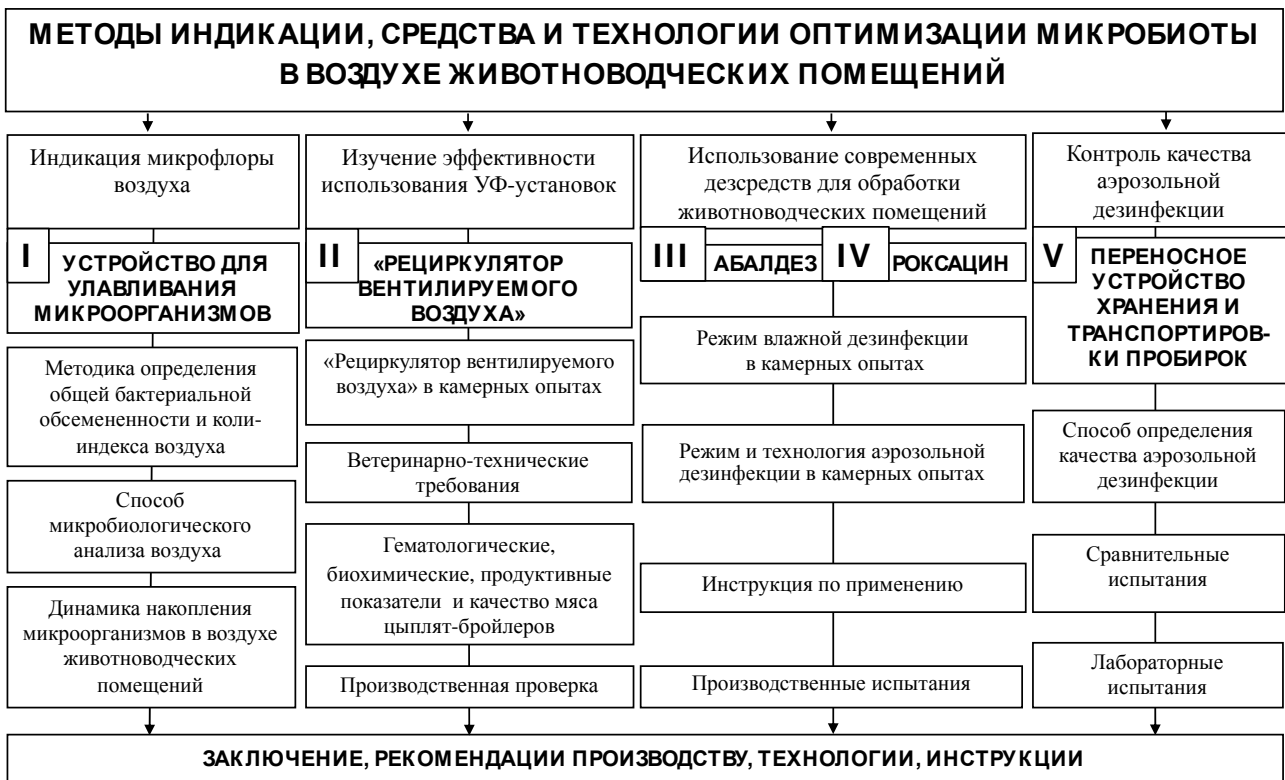 МЕТОДЫ ИНДИКАЦИИ, СРЕДСТВА И ТЕХНОЛОГИИ ОПТИМИЗАЦИИ МИКРОБИОТЫ
В ВОЗДУХЕ ЖИВОТНОВОДЧЕСКИХ ПОМЕЩЕНИЙ
Индикация микрофлоры
воздуха
I
УСТРОЙСТВО ДЛЯ
УЛАВЛИВАНИЯ
МИКРООРГАНИЗМОВ
Методика определения
общей бактериальной
обсемененности и коли-
индекса воздуха
Способ
микробиологического
анализа воздуха
Динамика накопления
микроорганизмов в воздухе
животноводческих
помещений
Изучение эффективности
использования УФ-установок
II
«РЕЦИРКУЛЯТОР
ВЕНТИЛИРУЕМОГО
ВОЗДУХА»
«Рециркулятор вентилируемого
воздуха» в камерных опытах
Ветеринарно-технические
требования
Гематологические,
биохимические, продуктивные
показатели и качество мяса
цыплят-бройлеров
Производственная проверка
Использование современных
дезсредств для обработки
животноводческих помещений
III АБАЛДЕЗ IV РОКСАЦИН
Режим влажной дезинфекции
в камерных опытах
Режим и технология аэрозольной
дезинфекции в камерных опытах
Инструкция по применению
Производственные испытания
Контроль качества
аэрозольной
дезинфекции
V
ПЕРЕНОСНОЕ
УСТРОЙСТВО
ХРАНЕНИЯ И
ТРАНСПОРТИРОВ-
КИ ПРОБИРОК
Способ определения
качества аэрозольной
дезинфекции
Сравнительные
испытания
Лабораторные
испытания
ЗАКЛЮЧЕНИЕ, РЕКОМЕНДАЦИИ ПРОИЗВОДСТВУ, ТЕХНОЛОГИИ, ИНСТРУКЦИИ